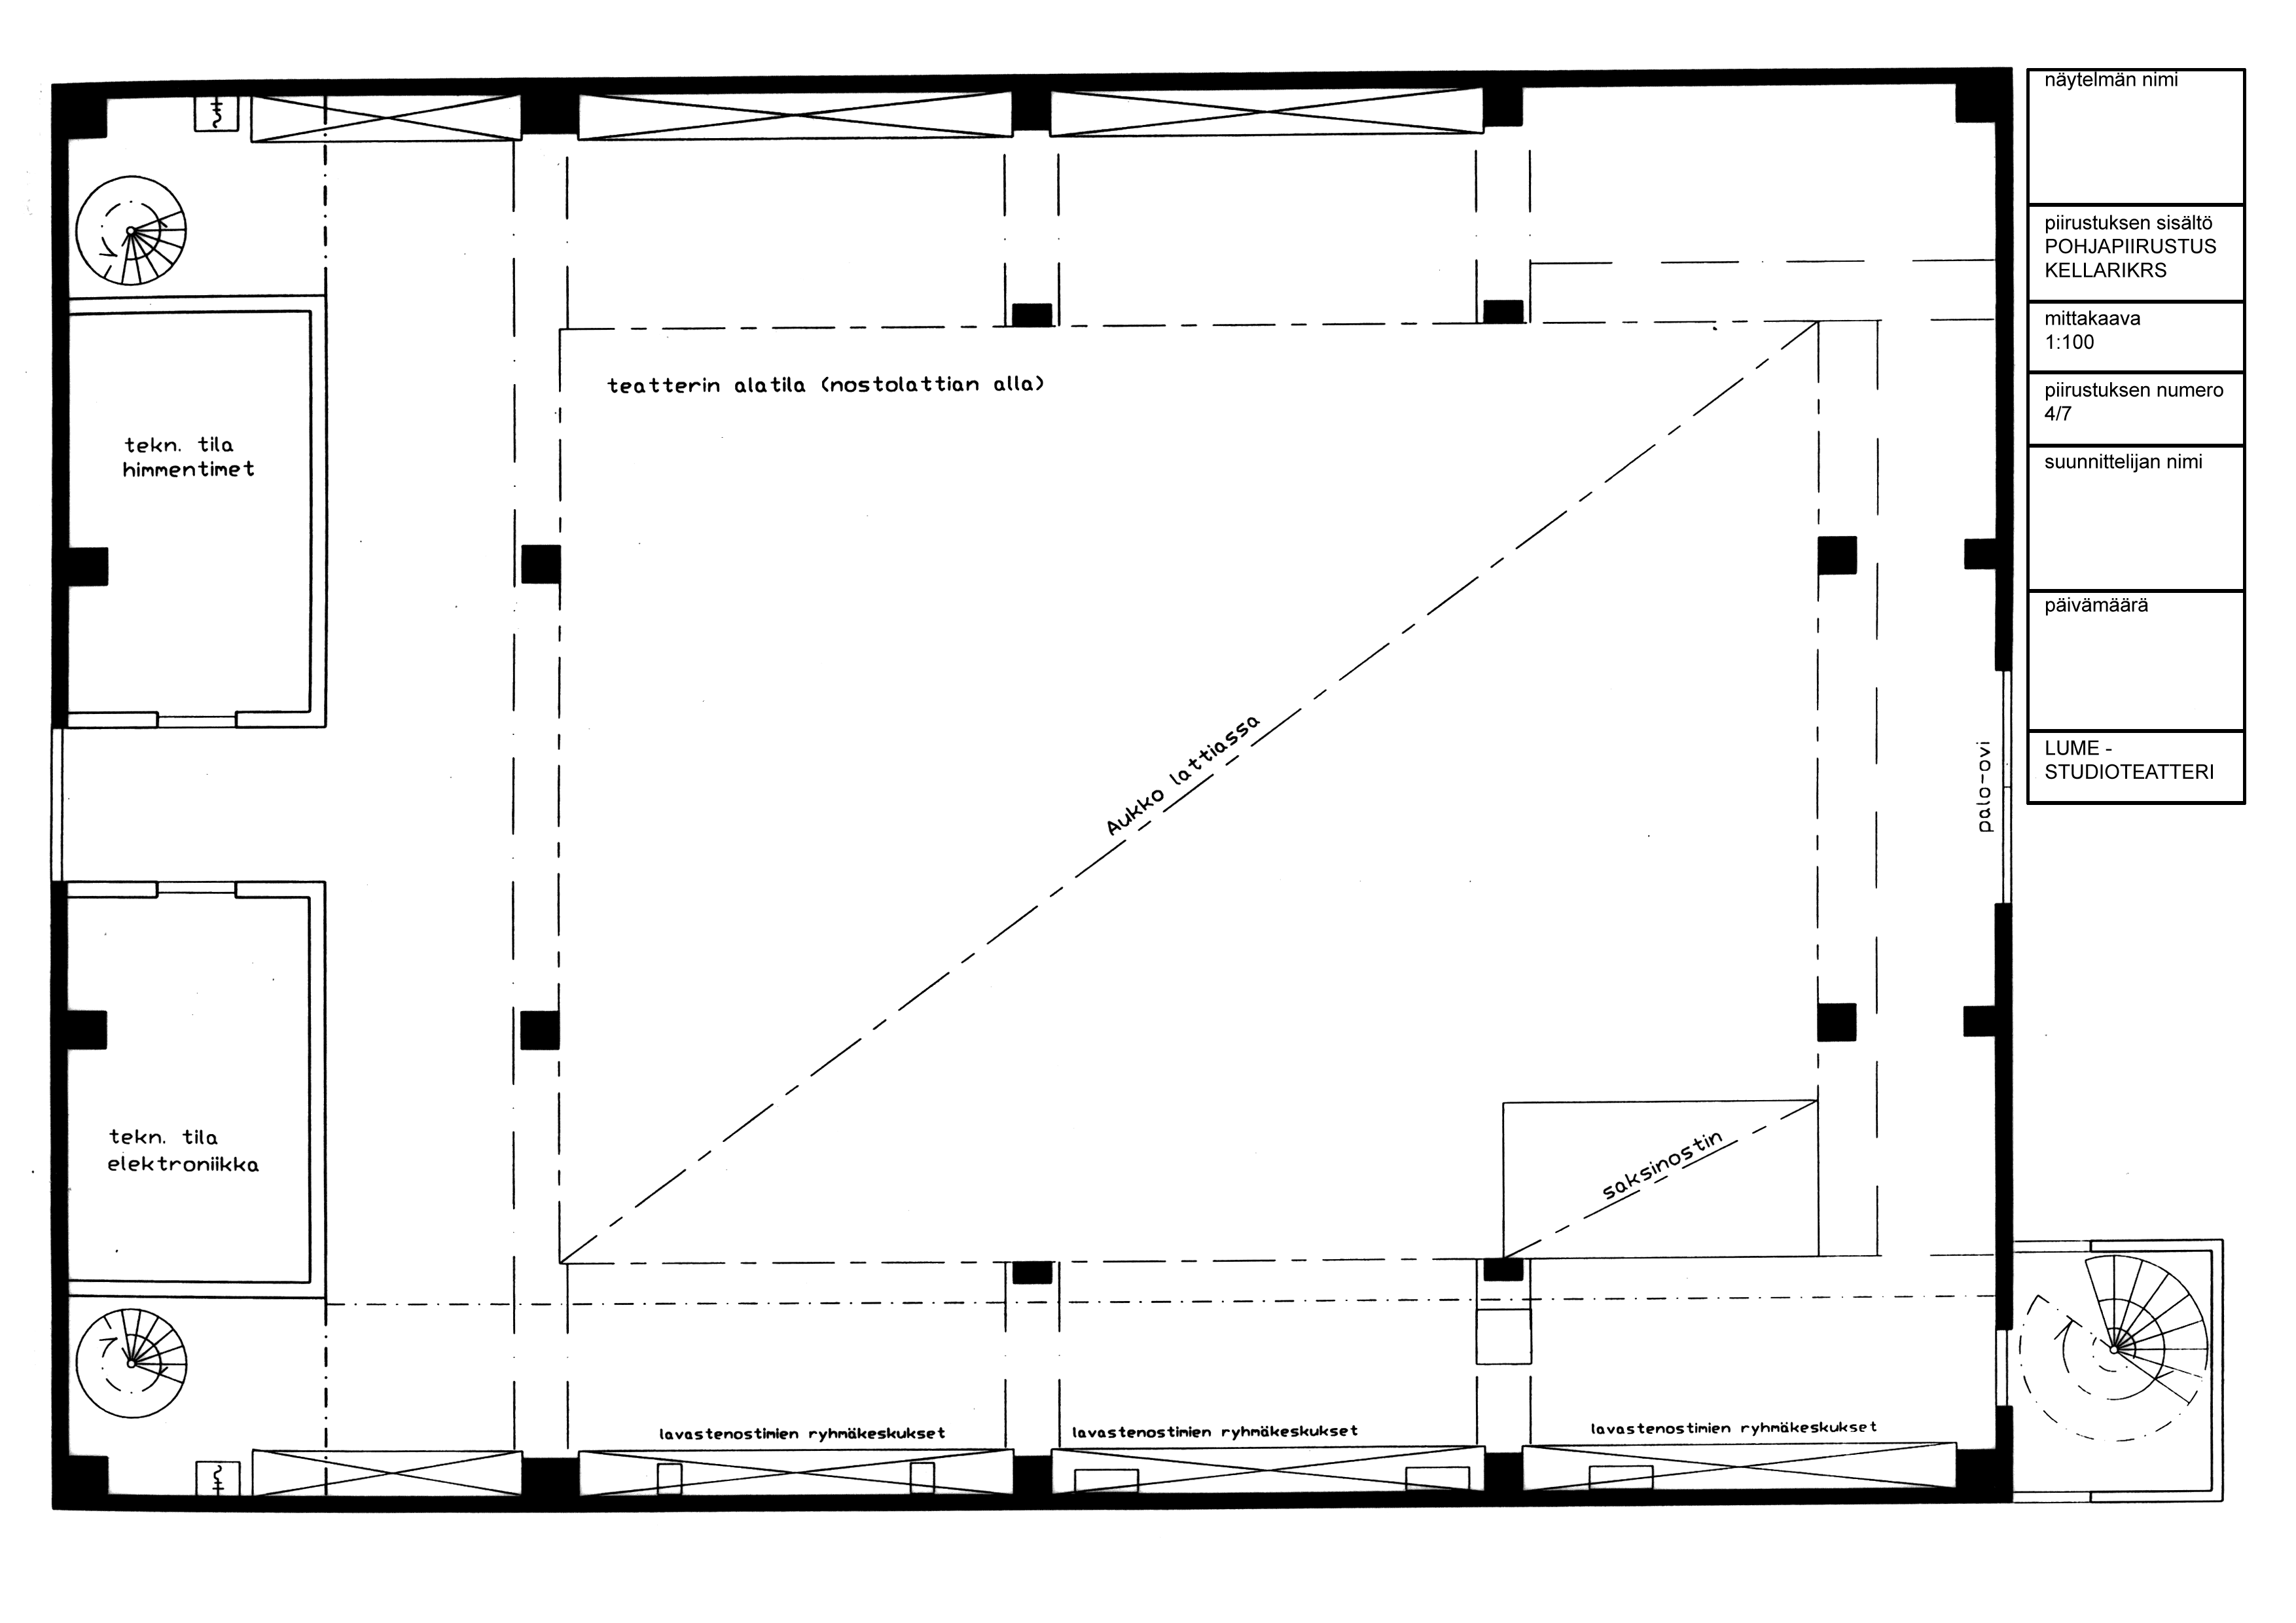 näytelmän nimi
piirustuksen sisältö
POHJAPIIRUSTUS
KELLARIKRS
mittakaava
1:100
piirustuksen numero
4/7
suunnittelijan nimi
päivämäärä
LUME -
STUDIOTEATTERI
teatterin alatila (nostolattian alla)
tekn. tila
himmentimet
Aukko lattiassa
palo-ovi
tekn. tila
elektroniikka
saksinostin
lavastenostimien ryhmäkeskukset
lavastenostimien ryhmäkeskukset
lavastenostimien ryhmäkeskukset